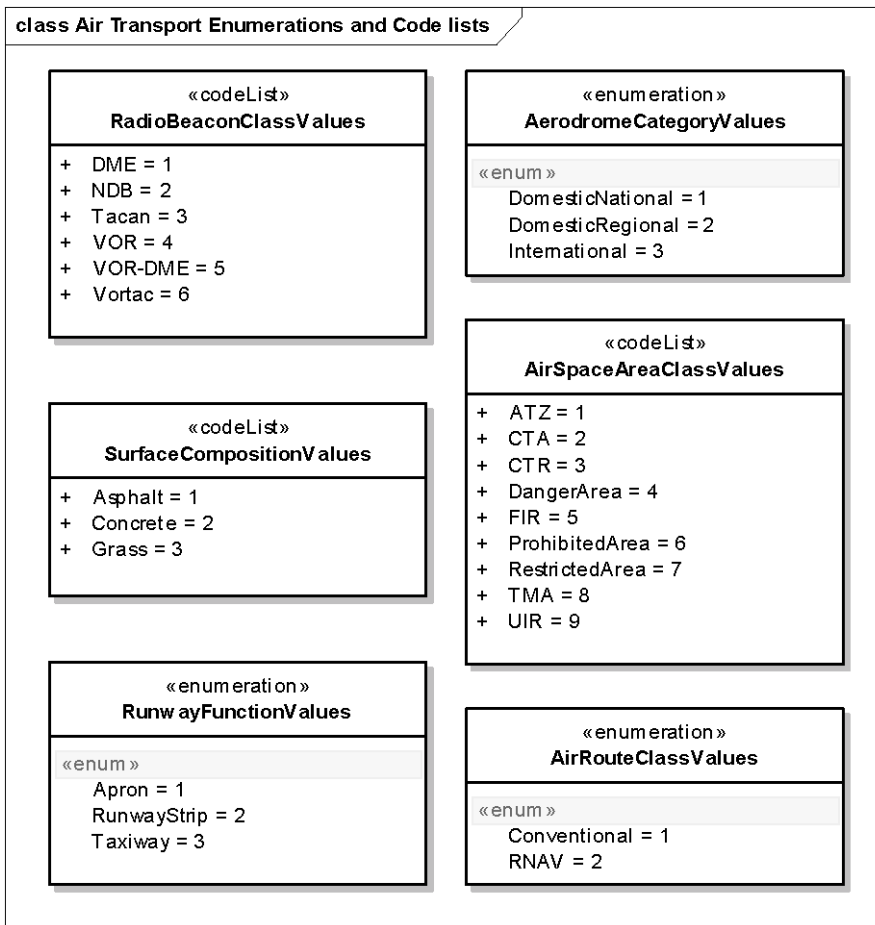 class Air Transport Enumerations and Code lists
«codeList»
RadioBeaconClassValues
+ DME = 1
+ NDB = 2
+ Tacan = 3
+ VOR = 4
+ VOR-DME = 5
+ Vortac = 6
«enumeration»
AerodromeCategoryValues
«enum»
DomesticNational = 1
DomesticRegional = 2
International = 3
«codeList»
SurfaceCompositionValues
+ Asphalt = 1
+ Concrete = 2
+ Grass = 3
«codeList»
AirSpaceAreaClassValues
+ ATZ = 1
+ CTA = 2
+ CTR = 3
+ DangerArea = 4
+ FIR = 5
+ ProhibitedArea = 6
+ RestrictedArea = 7
+ TMA = 8
+ UIR = 9
«enumeration»
RunwayFunctionValues
«enum»
Apron = 1
RunwayStrip = 2
Taxiway = 3
«enumeration»
AirRouteClassValues
«enum»
Conventional = 1
RNAV = 2